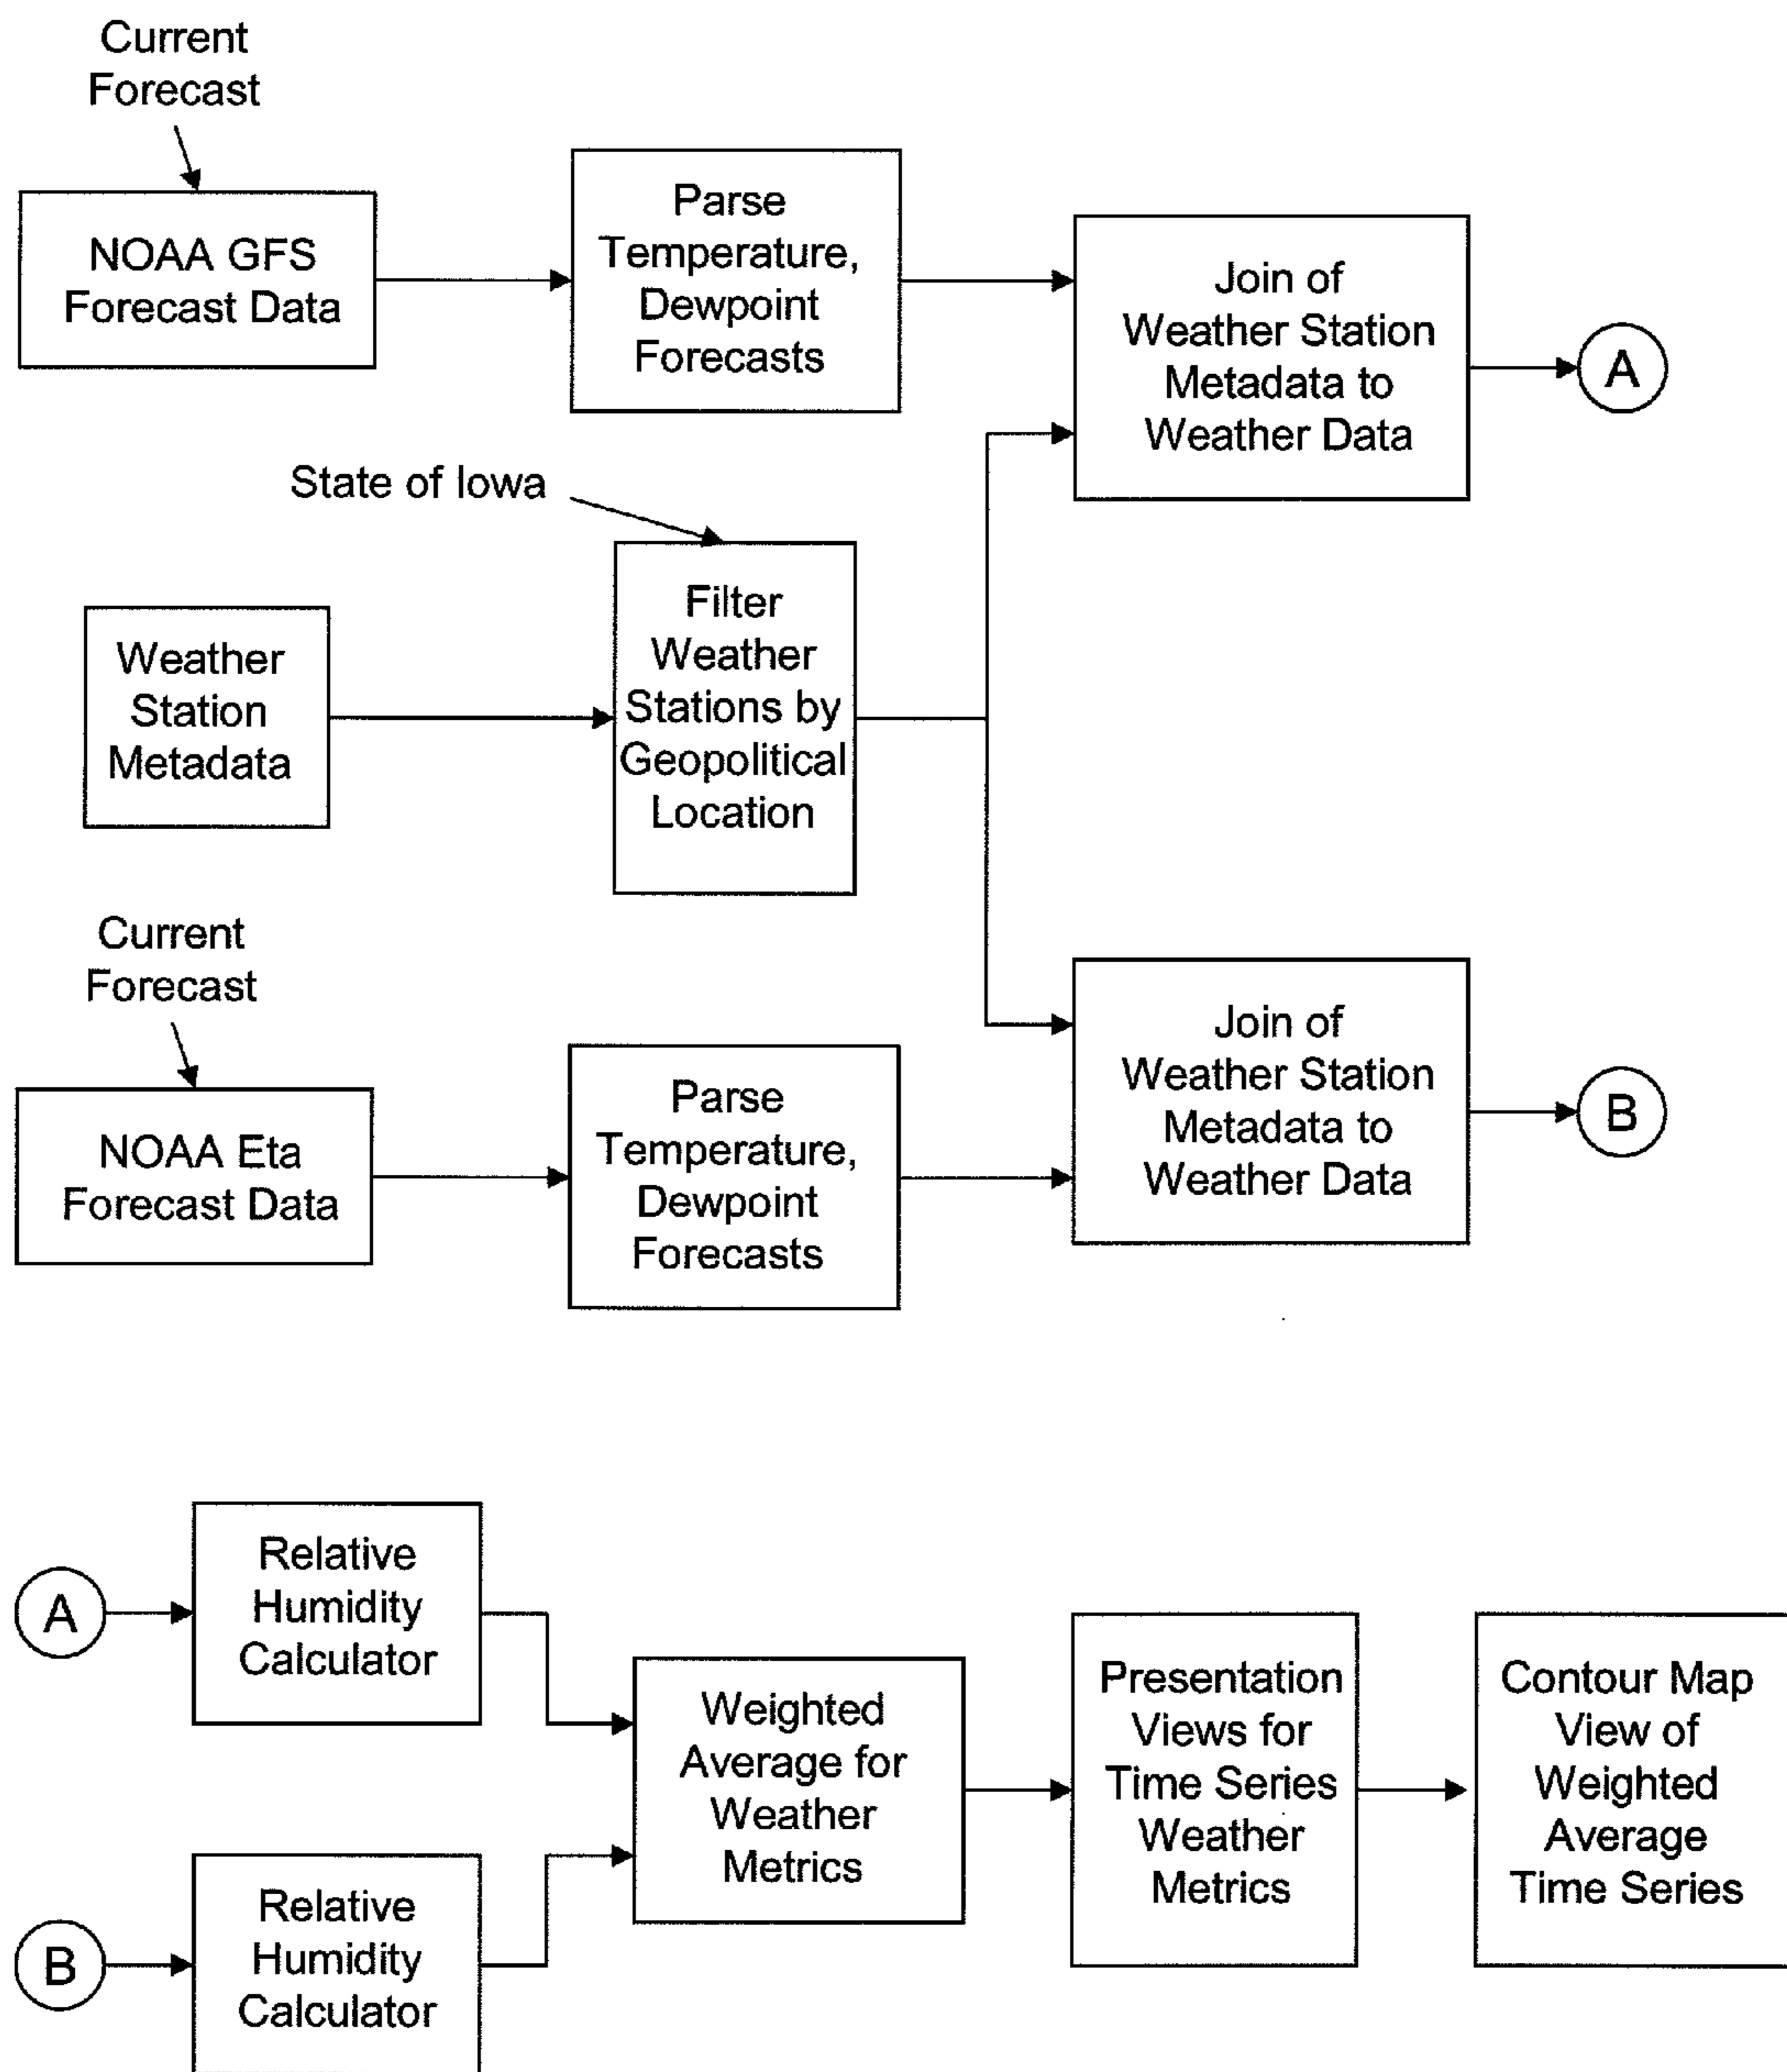 Current
Forecast
NOAA GFS
Forecast Data
Parse
Temperature,
Dewpoint
Forecasts
Join of
Weather Station
Metadata to
Weather Data
A
State of Iowa
Weather
Station
Metadata
Filter
Weather
Stations by
Geopolitical
Location
Current
Forecast
NOAA Eta
Forecast Data
Parse
Temperature,
Dewpoint
Forecasts
Join of
Weather Station
Metadata to
Weather Data
B
A
Relative
Humidity
Calculator
B
Relative
Humidity
Calculator
Weighted
Average for
Weather
Metrics
Presentation
Views for
Time Series
Weather
Metrics
Contour Map
View of
Weighted
Average
Time Series